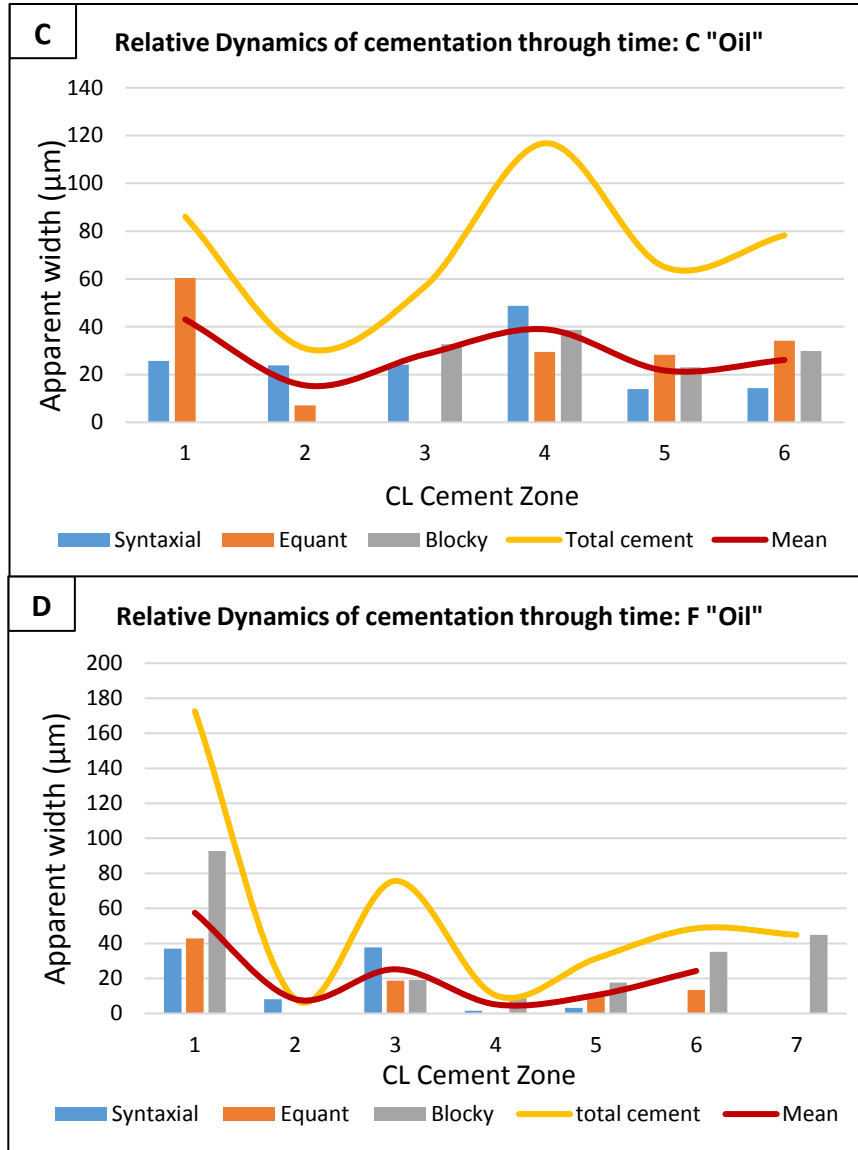 C
Relative Dynamics of cementation through time: C "Oil"
Apparent width (µm)
140
120
100
80
60
40
20
0
1 2 3 4 5 6
CL Cement Zone
Syntaxial Equant Blocky Total cement Mean
D
Relative Dynamics of cementation through time: F "Oil"
Apparent width (µm)
200
180
160
140
120
100
80
60
40
20
0
1 2 3 4 5 6 7
CL Cement Zone
Syntaxial Equant Blocky total cement Mean